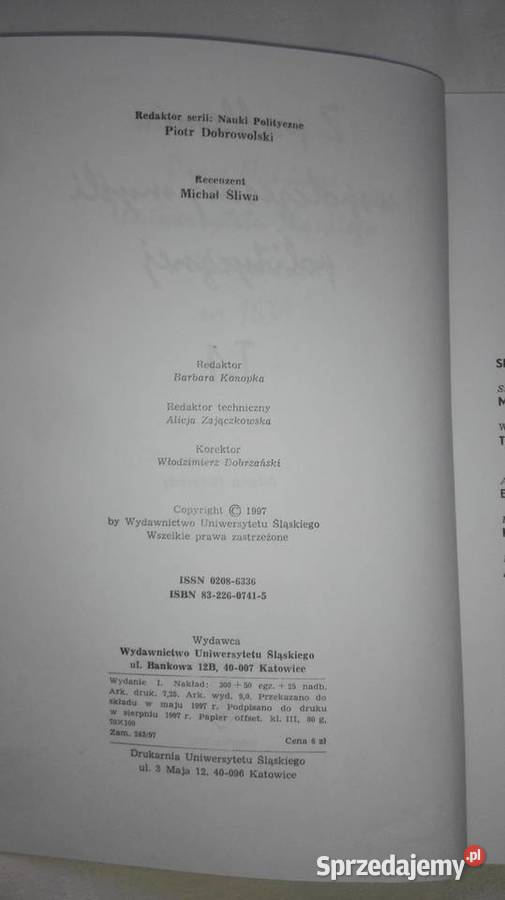 Redaktor serii: Nauki Polityczne
Piotr Dobrowolski
Recenzent
Michał Śliwa
politycznej
Redaktor
Barbara Konopka
Redaktor techniczny
Alicja Zajączkowska
Korektor
Włodzimierz Dobrzański
Copyright © 1997
by Wydawnictwo Uniwersytetu Śląskiego
Wszelkie prawa zastrzeżone
ISSN 0208-6336
ISBN 83-226-0741-5
Wydawca
Wydawnictwo Uniwersytetu Śląskiego
ul. Bankowa 12B, 40-007 Katowice
Wydanie I. Nakład: 300 + 50 egz. + 25 nadb.
Ark. druk. 7,25. Ark. wyd. 9,0. Przekazano do
składu w maju 1997 r. Podpisano do druku
w sierpniu 1997 r. Papier offset. kl. III, 80 g.
70X100
Zam. 243/97 Cena 6 zł
Drukarnia Uniwersytetu Śląskiego
ul. 3 Maja 12, 40-096 Katowice
Sprzedajemy.pl